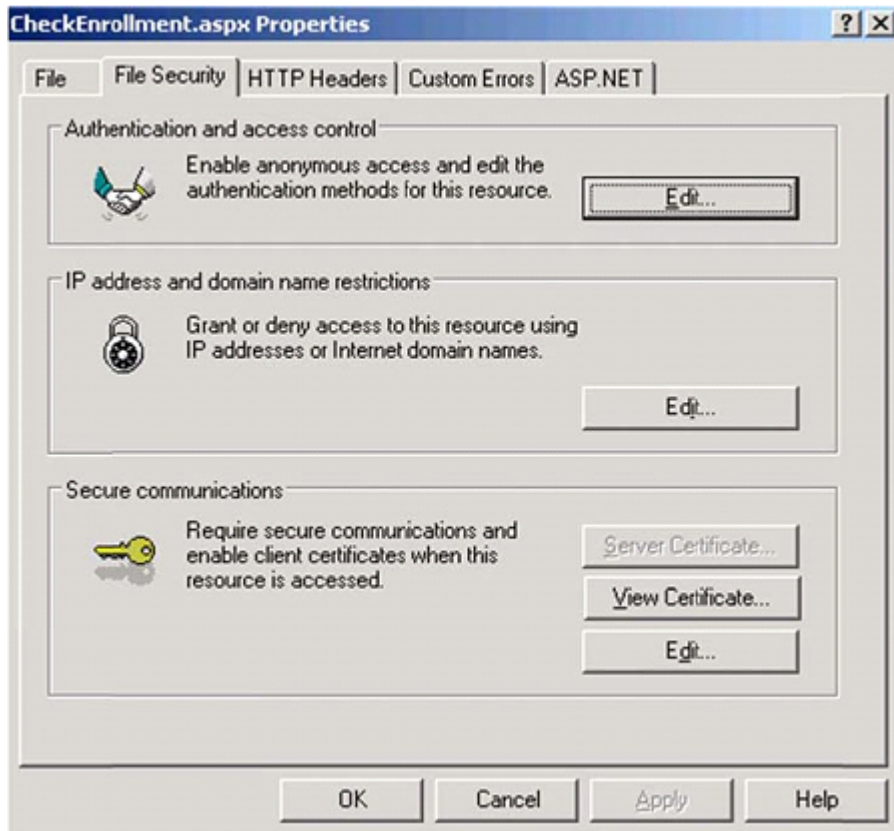 CheckEnrollment.aspx Properties
File
File Security
HTTP Headers
Custom Errors
ASP.NET
Authentication and access control
Enable anonymous access and edit the
authentication methods for this resource.
Edit...
IP address and domain name restrictions
Grant or deny access to this resource using
IP addresses or Internet domain names.
Edit...
Secure communications
Require secure communications and
enable client certificates when this
resource is accessed.
Server Certificate...
View Certificate...
Edit...
OK
Cancel
Apply
Help